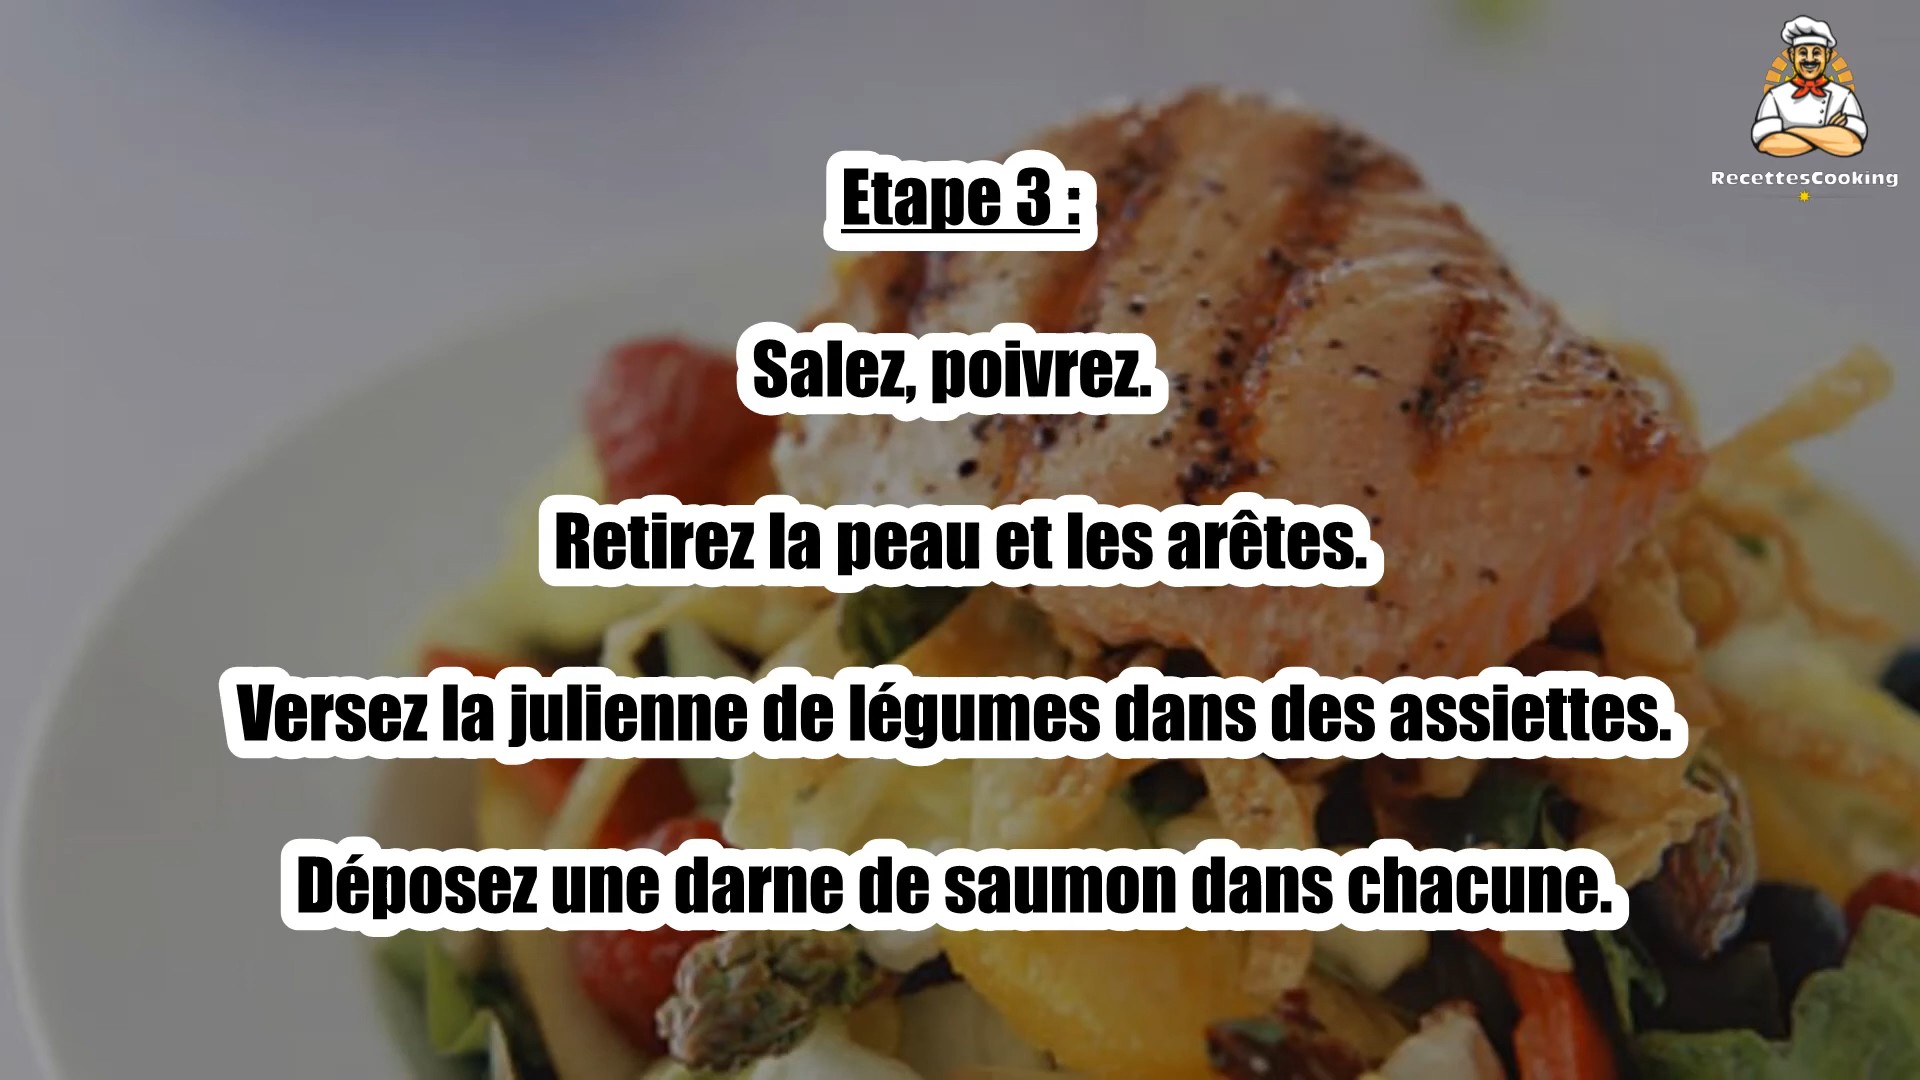 RecettesCooking
Etape 3 :
Salez, poivrez.
Retirez la peau et les arêtes.
Versez la julienne de légumes dans des assiettes.
Déposez une darne de saumon dans chacune.